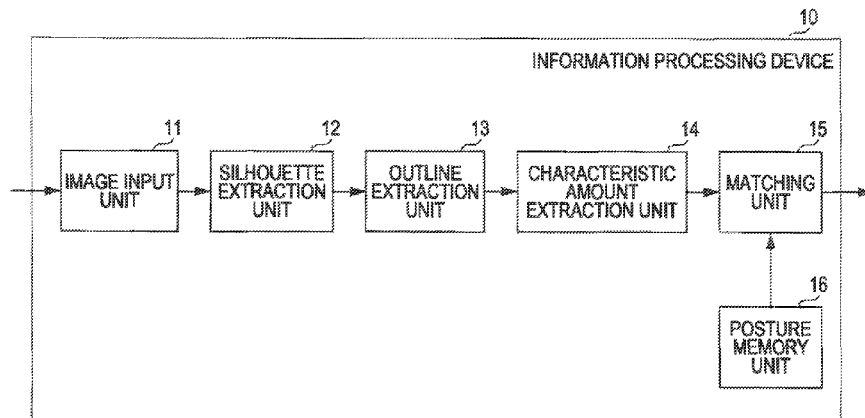 10
INFORMATION PROCESSING DEVICE
11
12
13
14
15
IMAGE INPUT
UNIT
SILHOUETTE
EXTRACTION
UNIT
OUTLINE
EXTRACTION
UNIT
CHARACTERISTIC
AMOUNT
EXTRACTION UNIT
MATCHING
UNIT
16
POSTURE
MEMORY
UNIT